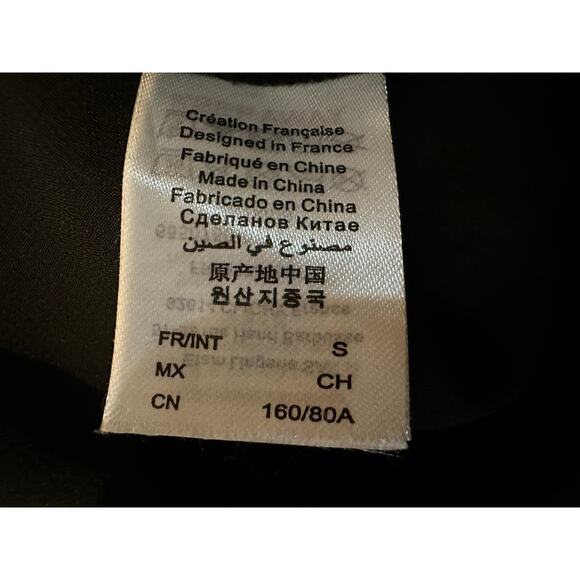 Création Française
Designed in France
Fabriqué en Chine
Made in China
Fabricado en China
Сделанов Китае
مصنوع في الصين
原产地中国
원산지중국
FR/INT S
MX CH
CN 160/80A